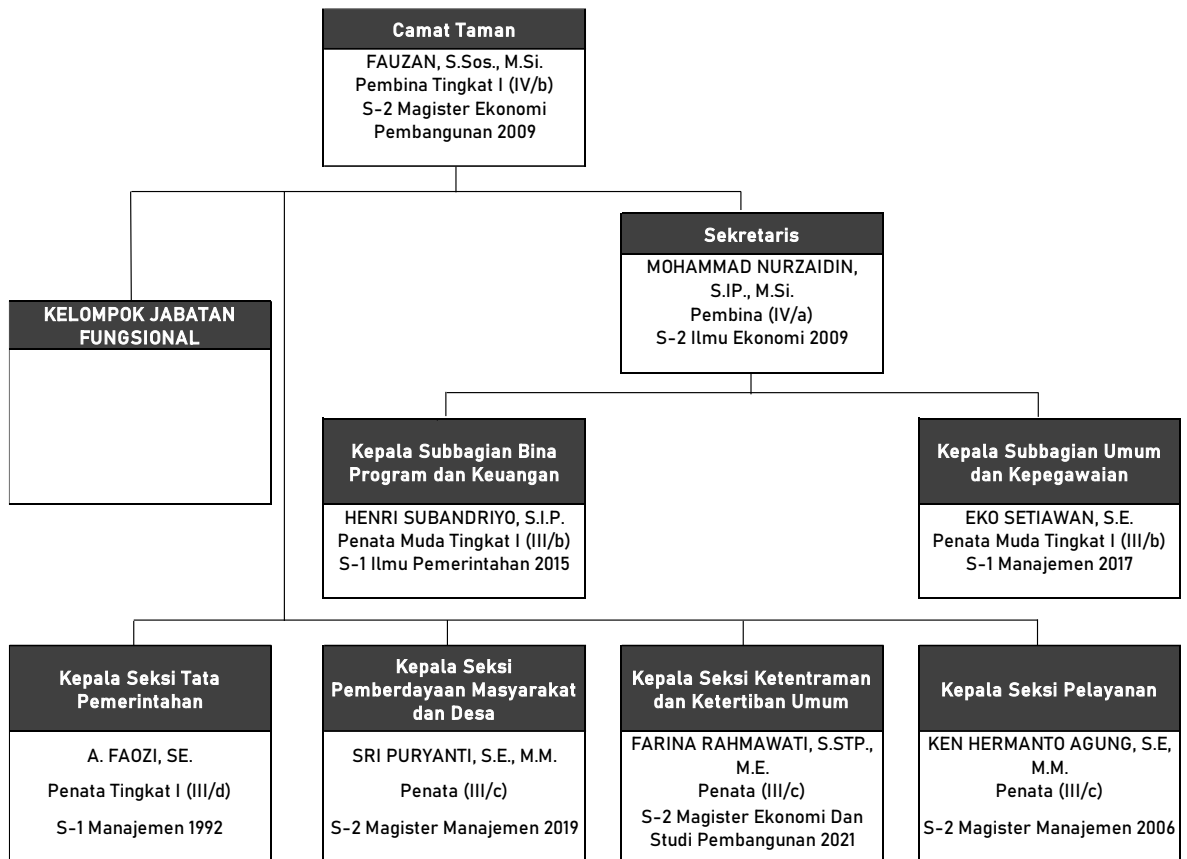 Camat Taman
FAUZAN, S.Sos., M.Si.
Pembina Tingkat I (IV/b)
S-2 Magister Ekonomi
Pembangunan 2009
Sekretaris
MOHAMMAD NURZAIDIN,
S.IP., M.Si.
Pembina (IV/a)
S-2 Ilmu Ekonomi 2009
KELOMPOK JABATAN
FUNGSIONAL
Kepala Subbagian Bina
Program dan Keuangan
HENRI SUBANDRIYO, S.I.P.
Penata Muda Tingkat I (III/b)
S-1 Ilmu Pemerintahan 2015
Kepala Subbagian Umum
dan Kepegawaian
EKO SETIAWAN, S.E.
Penata Muda Tingkat I (III/b)
S-1 Manajemen 2017
Kepala Seksi Tata
Pemerintahan
A. FAOZI, SE.
Penata Tingkat I (III/d)
S-1 Manajemen 1992
Kepala Seksi
Pemberdayaan Masyarakat
dan Desa
SRI PURYANTI, S.E., M.M.
Penata (III/c)
S-2 Magister Manajemen 2019
Kepala Seksi Ketentraman
dan Ketertiban Umum
FARINA RAHMAWATI, S.STP.,
M.E.
Penata (III/c)
S-2 Magister Ekonomi Dan
Studi Pembangunan 2021
Kepala Seksi Pelayanan
KEN HERMANTO AGUNG, S.E,
M.M.
Penata (III/c)
S-2 Magister Manajemen 2006